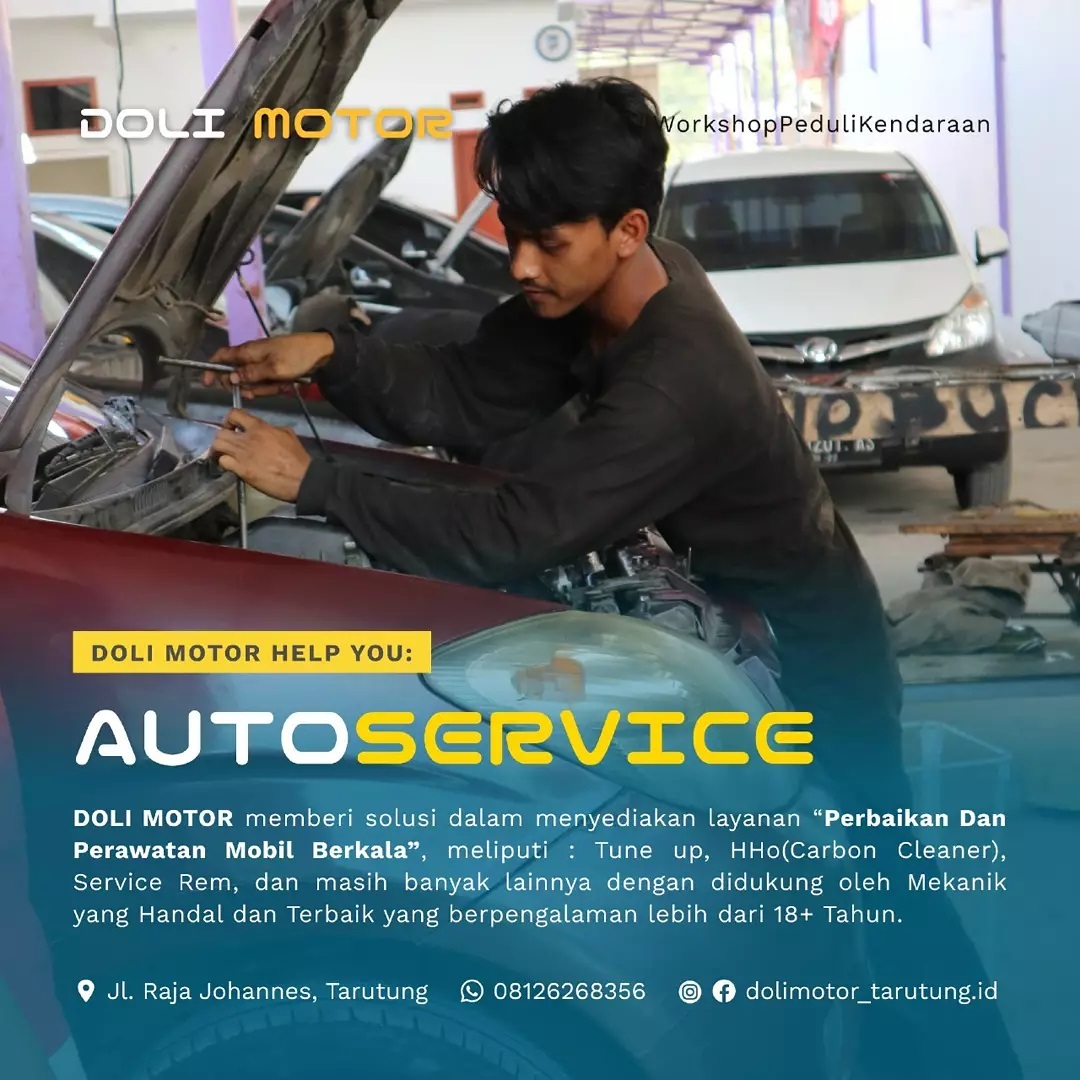 DOLI MOTOR
WorkshopPeduliKendaraan
DOLI MOTOR HELP YOU:
AUTOSERVICE
DOLI MOTOR memberi solusi dalam menyediakan layanan “Perbaikan Dan
Perawatan Mobil Berkala”, meliputi : Tune up, HHo(Carbon Cleaner),
Service Rem, dan masih banyak lainnya dengan didukung oleh Mekanik
yang Handal dan Terbaik yang berpengalaman lebih dari 18+ Tahun.
Jl. Raja Johannes, Tarutung 08126268356 dolimotor_tarutung.id